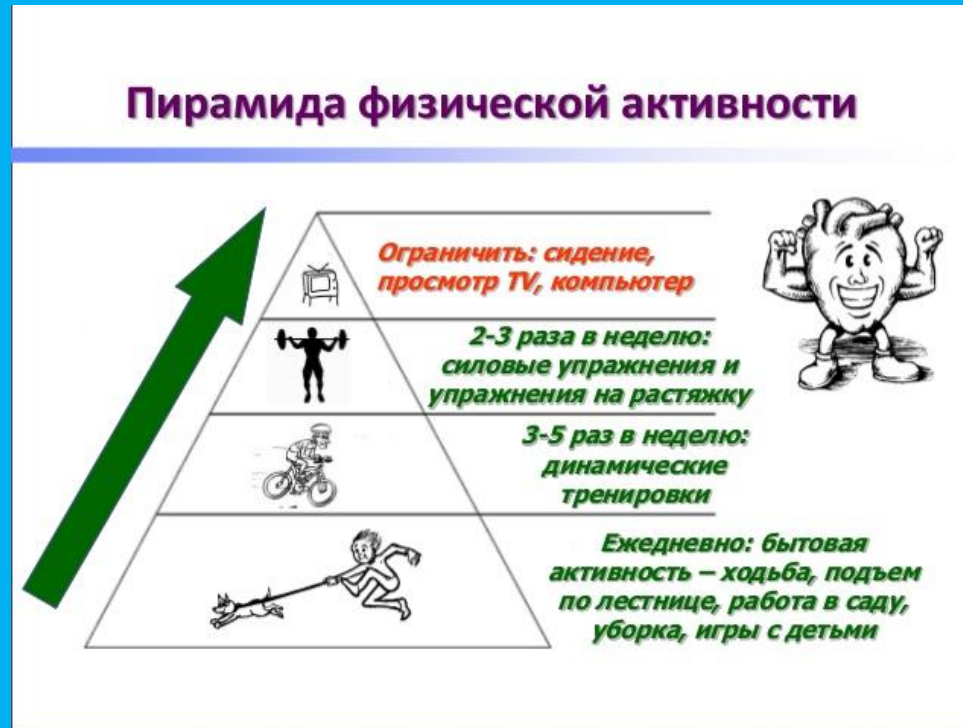 Пирамида физической активности
Ограничить: сидение,
просмотр TV, компьютер
2-3 раза в неделю:
силовые упражнения и
упражнения на растяжку
3-5 раз в неделю:
динамические
тренировки
Ежедневно: бытовая
активность – ходьба, подъем
по лестнице, работа в саду,
уборка, игры с детьми